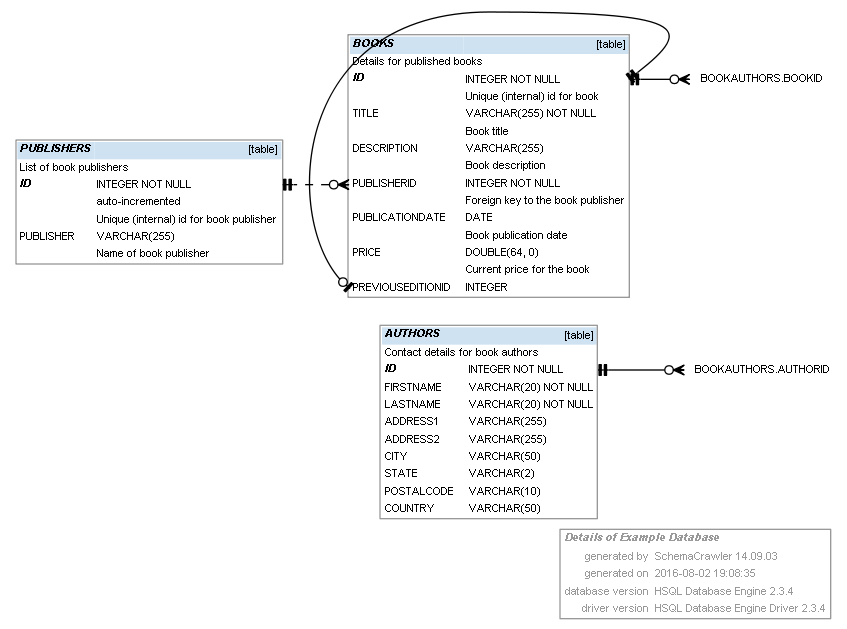 BOOKS [table]
Details for published books
ID INTEGER NOT NULL
Unique (internal) id for book
TITLE VARCHAR(255) NOT NULL
Book title
DESCRIPTION VARCHAR(255)
Book description
PUBLISHERID INTEGER NOT NULL
Foreign key to the book publisher
PUBLICATIONDATE DATE
Book publication date
PRICE DOUBLE(64, 0)
Current price for the book
PREVIOUSEDITIONID INTEGER
BOOKAUTHORS.BOOKID
PUBLISHERS [table]
List of book publishers
ID INTEGER NOT NULL
auto-incremented
Unique (internal) id for book publisher
PUBLISHER VARCHAR(255)
Name of book publisher
AUTHORS [table]
Contact details for book authors
ID INTEGER NOT NULL
FIRSTNAME VARCHAR(20) NOT NULL
LASTNAME VARCHAR(20) NOT NULL
ADDRESS1 VARCHAR(255)
ADDRESS2 VARCHAR(255)
CITY VARCHAR(50)
STATE VARCHAR(2)
POSTALCODE VARCHAR(10)
COUNTRY VARCHAR(50)
BOOKAUTHORS.AUTHORID
Details of Example Database
generated by SchemaCrawler 14.09.03
generated on 2016-08-02 19:08:35
database version HSQL Database Engine 2.3.4
driver version HSQL Database Engine Driver 2.3.4